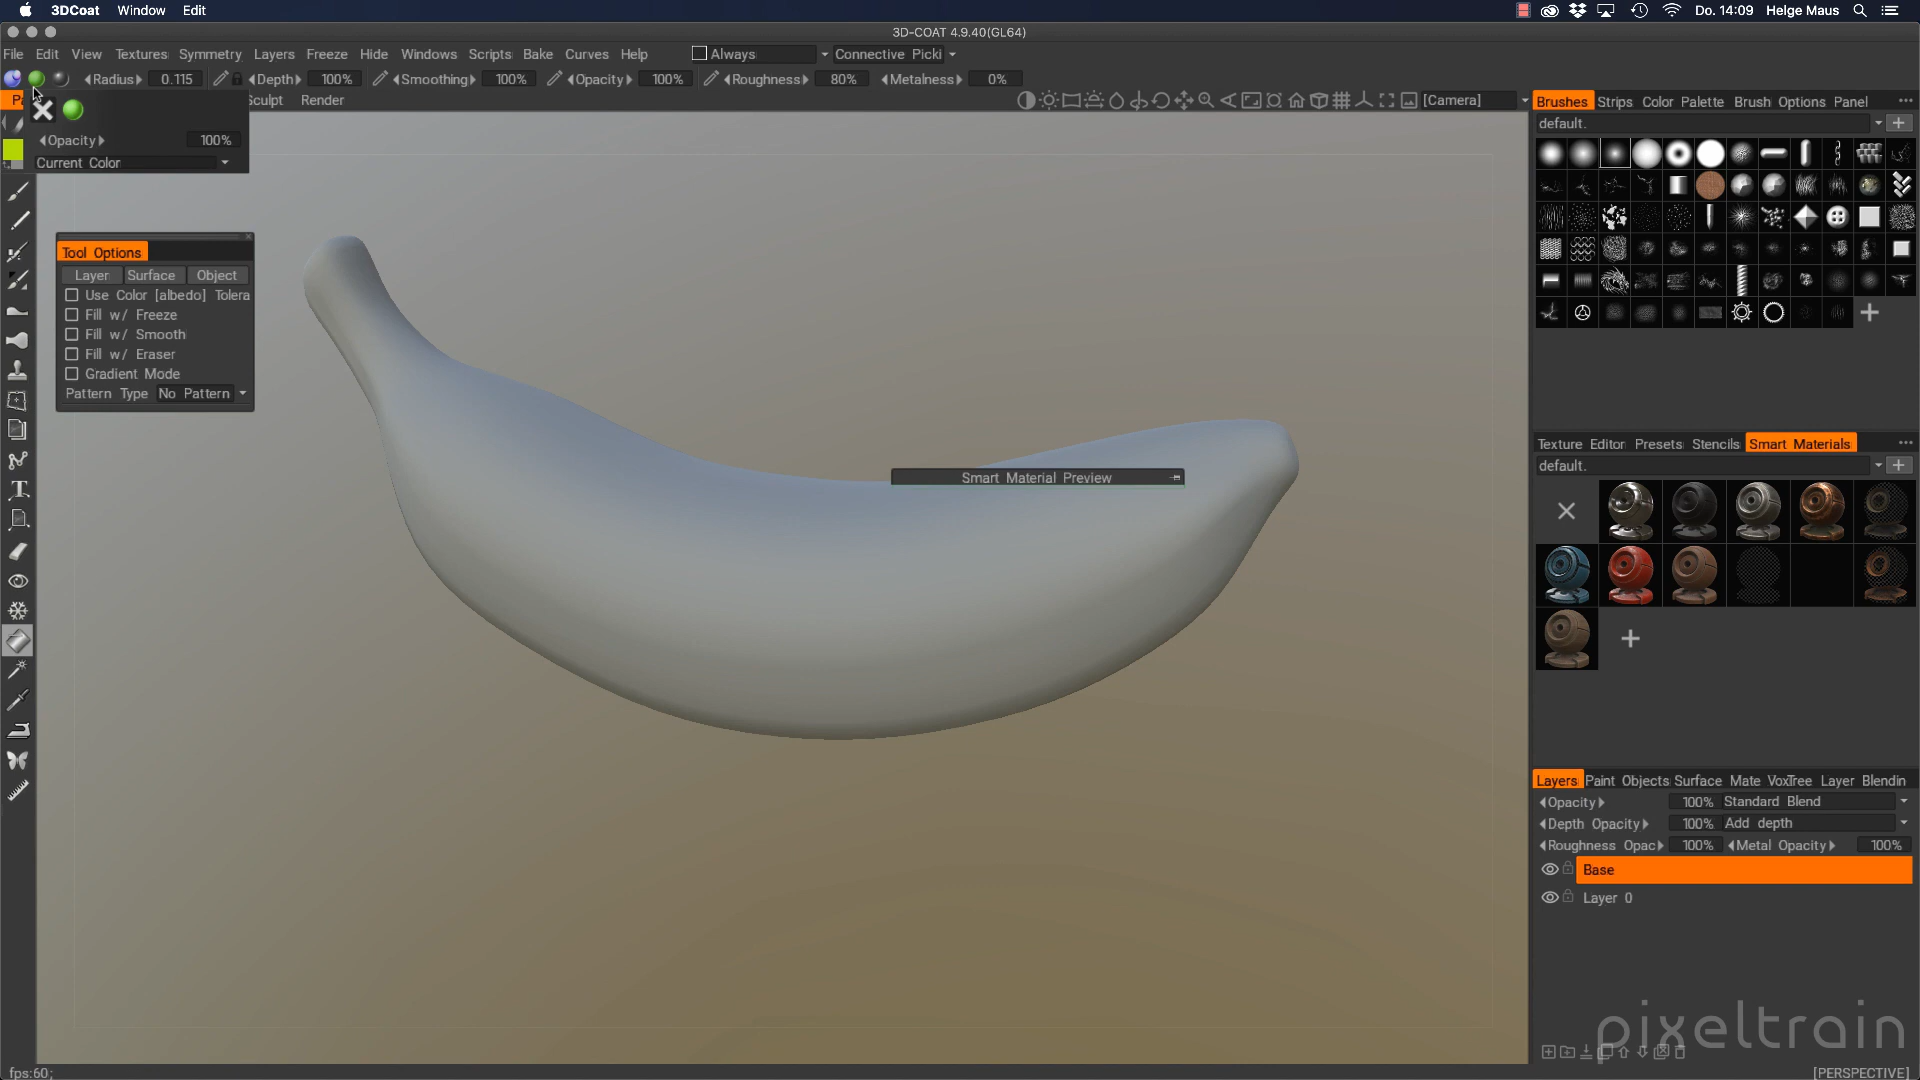 3DCoat Window Edit Do. 14:09 Helge Maus
3D-COAT 4.9.40(GL64)
File Edit View Textures Symmetry Layers Freeze Hide Windows Scripts Bake Curves Help Always Connective Picki
Radius 0.115 Depth 100% Smoothing 100% Opacity 100% Roughness 80% Metalness 0%
Pa Sculpt Render [Camera]
Opacity 100%
Current Color
Tool Options
Layer Surface Object
Use Color [albedo] Tolera
Fill w/ Freeze
Fill w/ Smooth
Fill w/ Eraser
Gradient Mode
Pattern Type No Pattern
Smart Material Preview
Brushes Strips Color Palette Brush Options Panel
default.
Texture Editor Presets Stencils Smart Materials
default.
Layers Paint Objects Surface Mate VoxTree Layer Blendin
Opacity 100% Standard Blend
Depth Opacity 100% Add depth
Roughness Opac 100% Metal Opacity 100%
Base
Layer 0
pixeltrain
fps:60; [PERSPECTIVE]